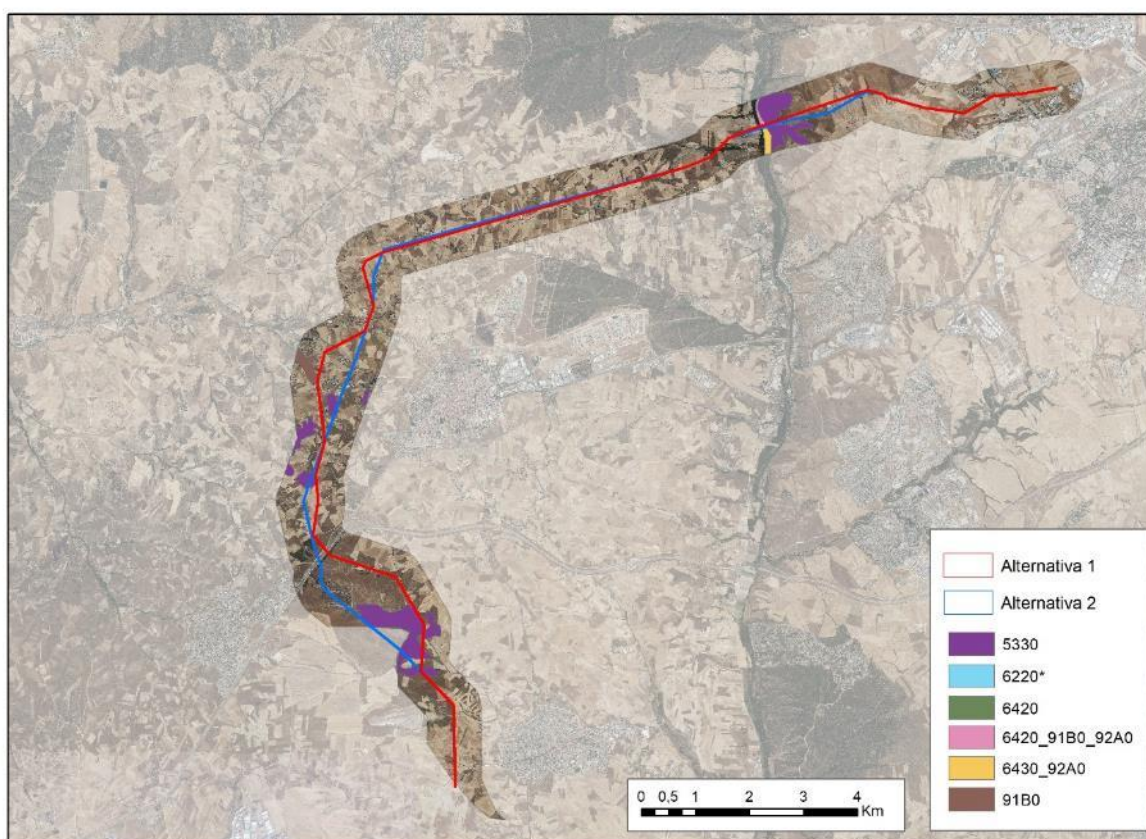 Alternativa 1
Alternativa 2
5330
6220*
6420
6420_91B0_92A0
6430_92A0
91B0
0 0,5 1 2 3 4
Km